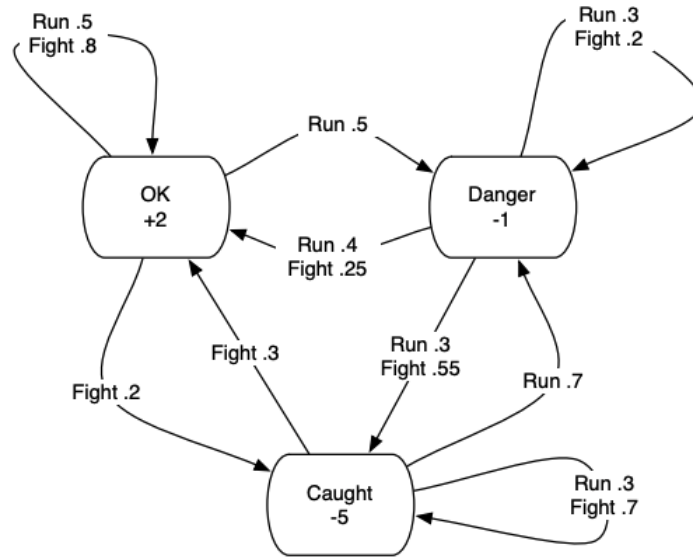 Run .5
Fight .8
Run .3
Fight .2
Run .5
OK
+2
Danger
-1
Run .4
Fight .25
Fight .3
Run .3
Fight .55
Fight .2
Run .7
Caught
-5
Run .3
Fight .7